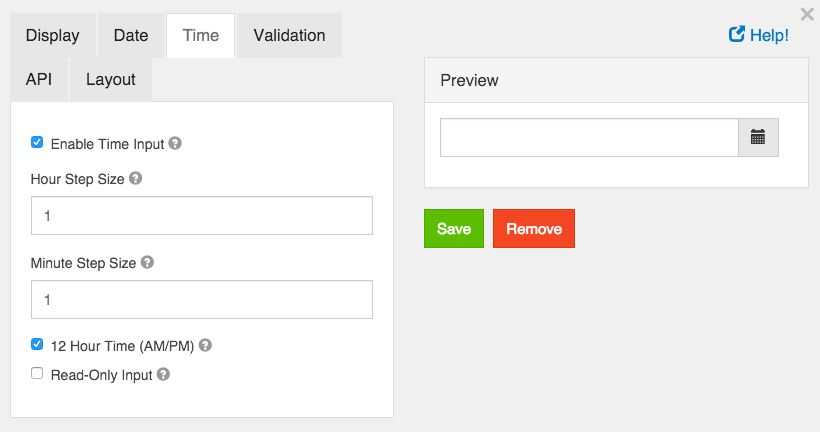 Display Date Time Validation
Help!
API Layout
Enable Time Input
Hour Step Size
1
Minute Step Size
1
12 Hour Time (AM/PM)
Read-Only Input
Preview
Save Remove